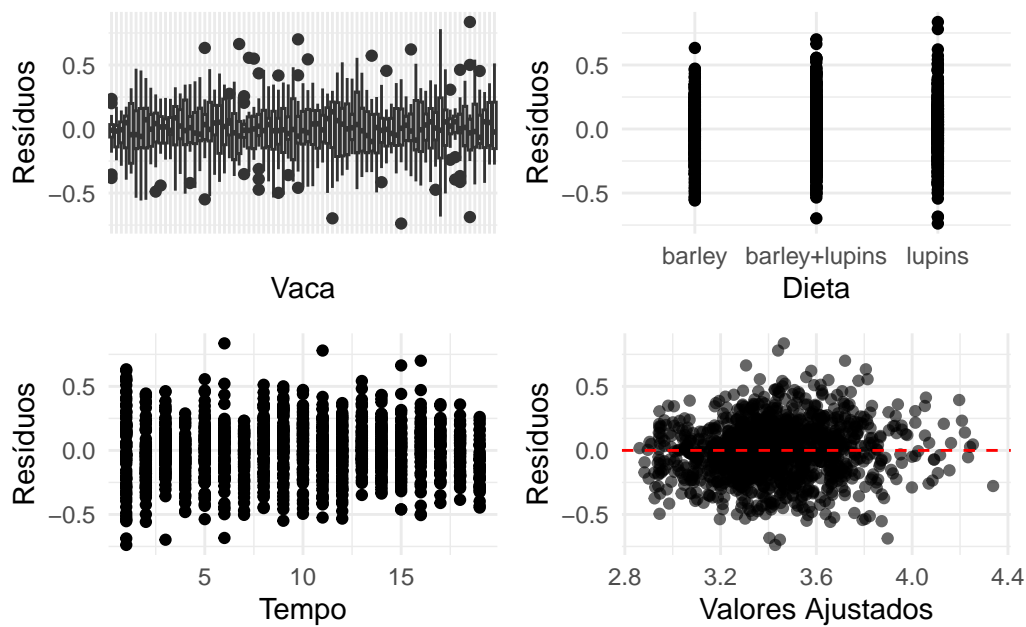 Resíduos
0.5
0.0
−0.5
Vaca
Resíduos
0.5
0.0
−0.5
barley barley+lupins lupins
Dieta
Resíduos
0.5
0.0
−0.5
5 10 15
Tempo
Resíduos
0.5
0.0
−0.5
2.8 3.2 3.6 4.0 4.4
Valores Ajustados